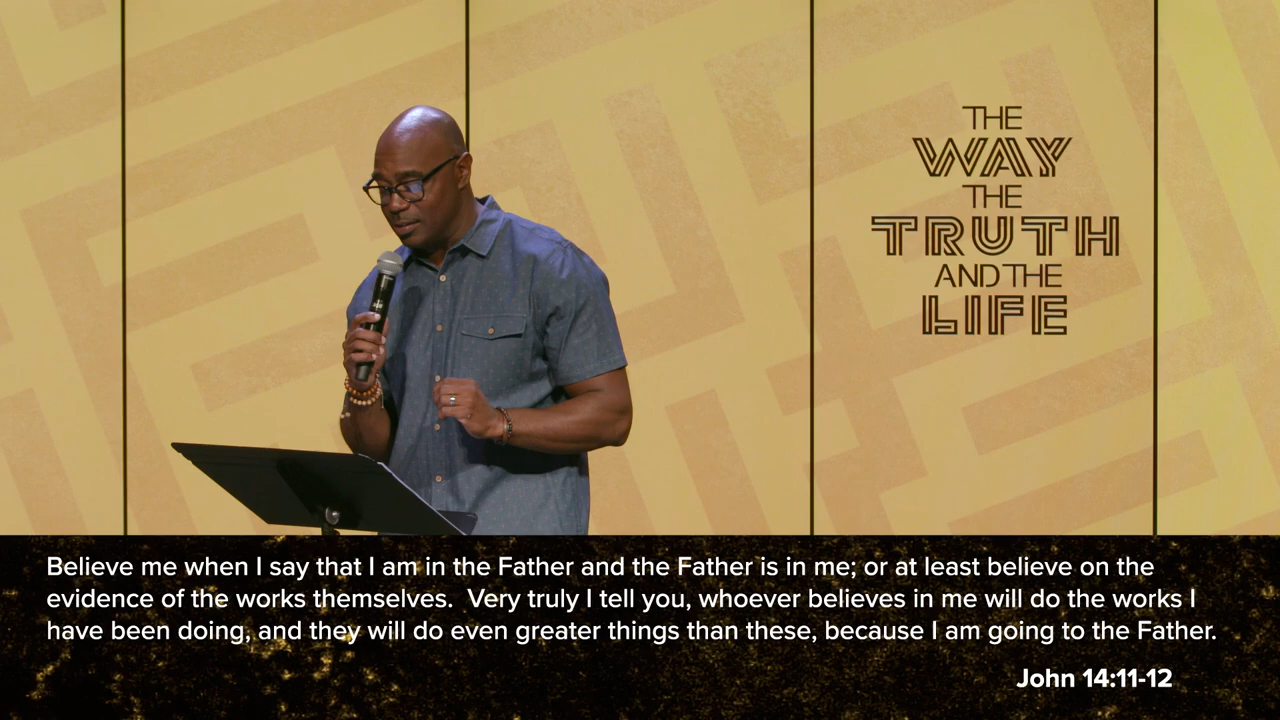 THE
WAY
THE
TRUTH
AND THE
LIFE
Believe me when I say that I am in the Father and the Father is in me; or at least believe on the
evidence of the works themselves.  Very truly I tell you, whoever believes in me will do the works I
have been doing, and they will do even greater things than these, because I am going to the Father.
John 14:11-12